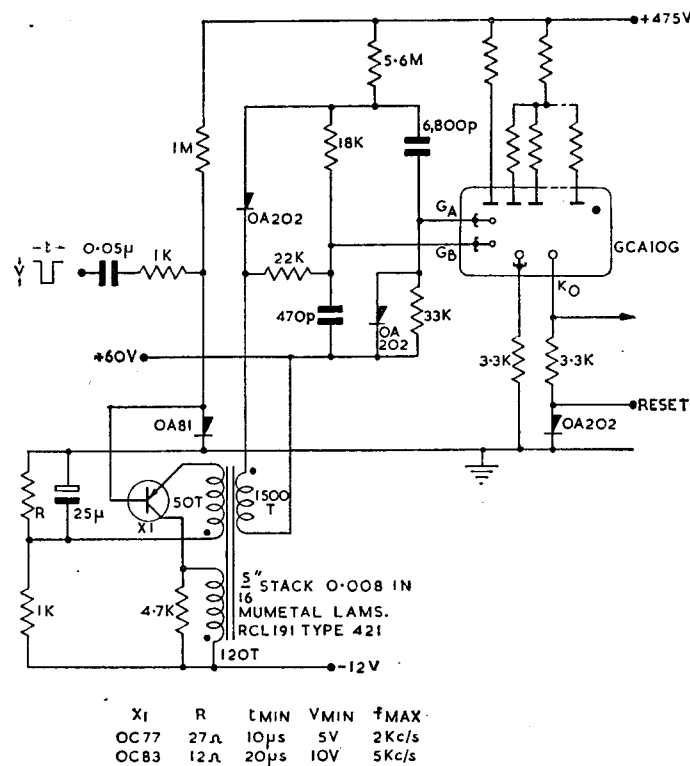 +475V
5·6M
6,800p
1M
18K
OA202
GA
GB
GCA10G
-t-
V
0·05μ
1K
22K
K0
470p
OA
202
33K
3·3K
3·3K
+60V
RESET
OA81
OA202
R
25μ
X1
50T
1500
T
1K
4·7K
5/16" STACK 0·008 IN
MUMETAL LAMS.
RCL191 TYPE 421
120T
-12V
X1 R tMIN VMIN fMAX
OC77 27Ω 10μs 5V 2Kc/s
OC83 12Ω 20μs 10V 5Kc/s